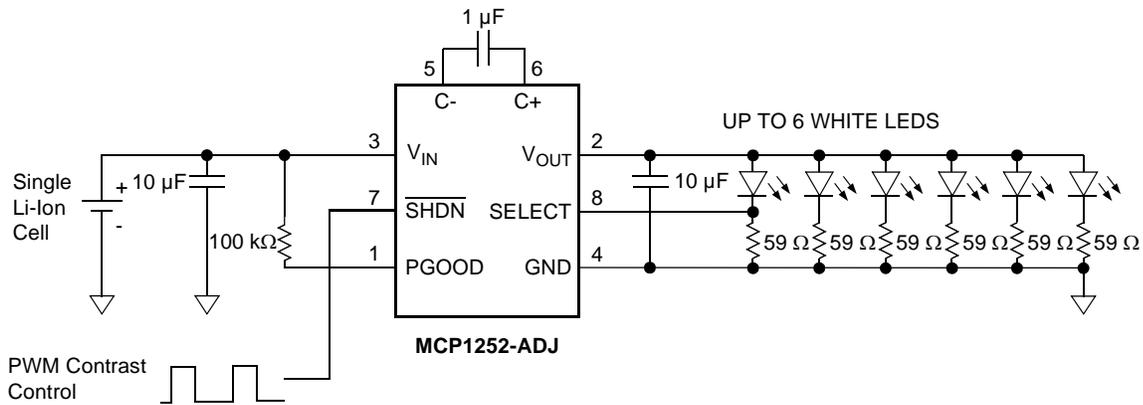 1 µF
5
6
C-
C+
UP TO 6 WHITE LEDS
3
2
VIN
VOUT
Single
Li-Ion
Cell
+
-
10 µF
10 µF
7
8
SHDN
SELECT
100 kΩ
59 Ω
59 Ω
59 Ω
59 Ω
59 Ω
59 Ω
1
4
PGOOD
GND
MCP1252-ADJ
PWM Contrast
Control